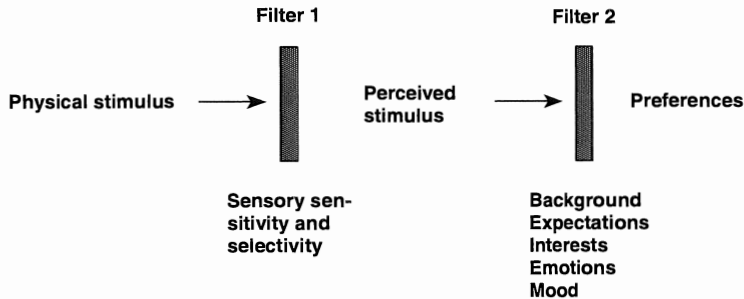 Filter 1
Filter 2
Physical stimulus
Perceived
stimulus
Preferences
Sensory sen-
sitivity and
selectivity
Background
Expectations
Interests
Emotions
Mood